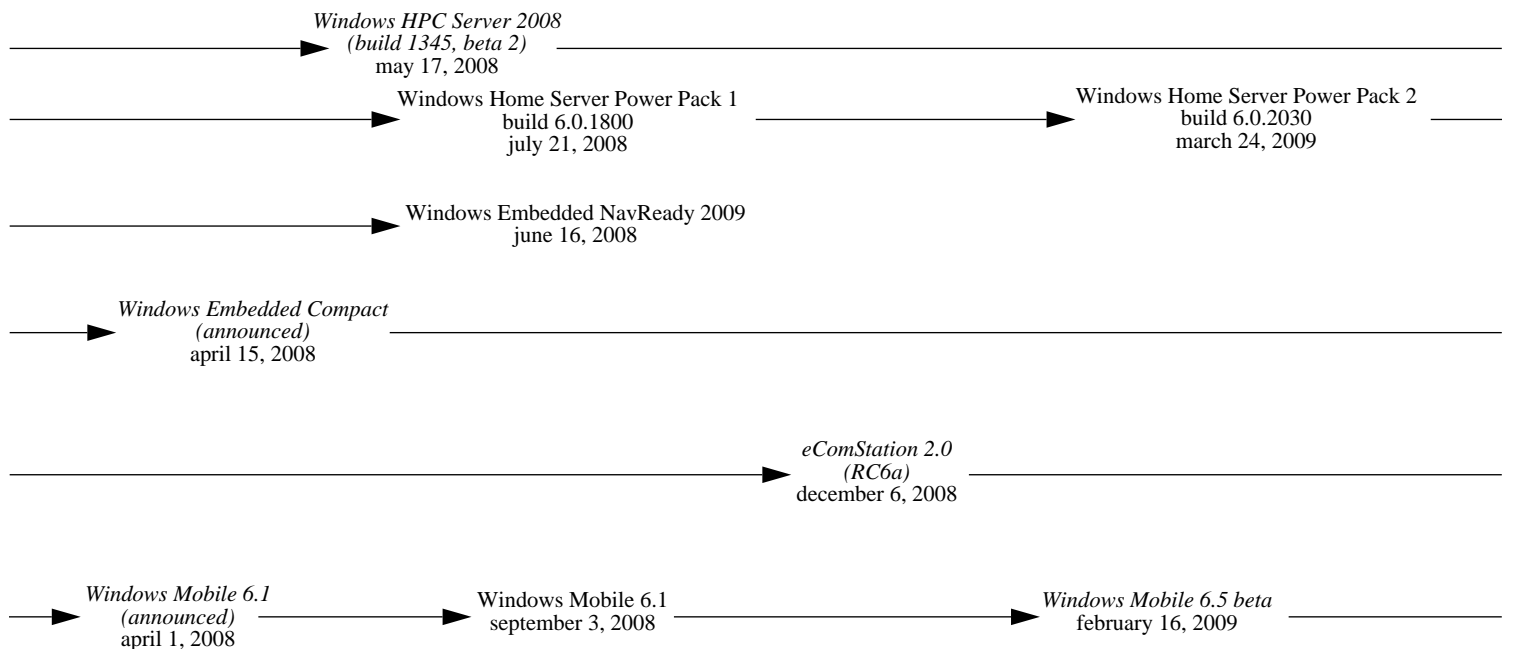 Windows HPC Server 2008
(build 1345, beta 2)
may 17, 2008
Windows Home Server Power Pack 1
build 6.0.1800
july 21, 2008
Windows Home Server Power Pack 2
build 6.0.2030
march 24, 2009
Windows Embedded NavReady 2009
june 16, 2008
Windows Embedded Compact
(announced)
april 15, 2008
eComStation 2.0
(RC6a)
december 6, 2008
Windows Mobile 6.1
(announced)
april 1, 2008
Windows Mobile 6.1
september 3, 2008
Windows Mobile 6.5 beta
february 16, 2009